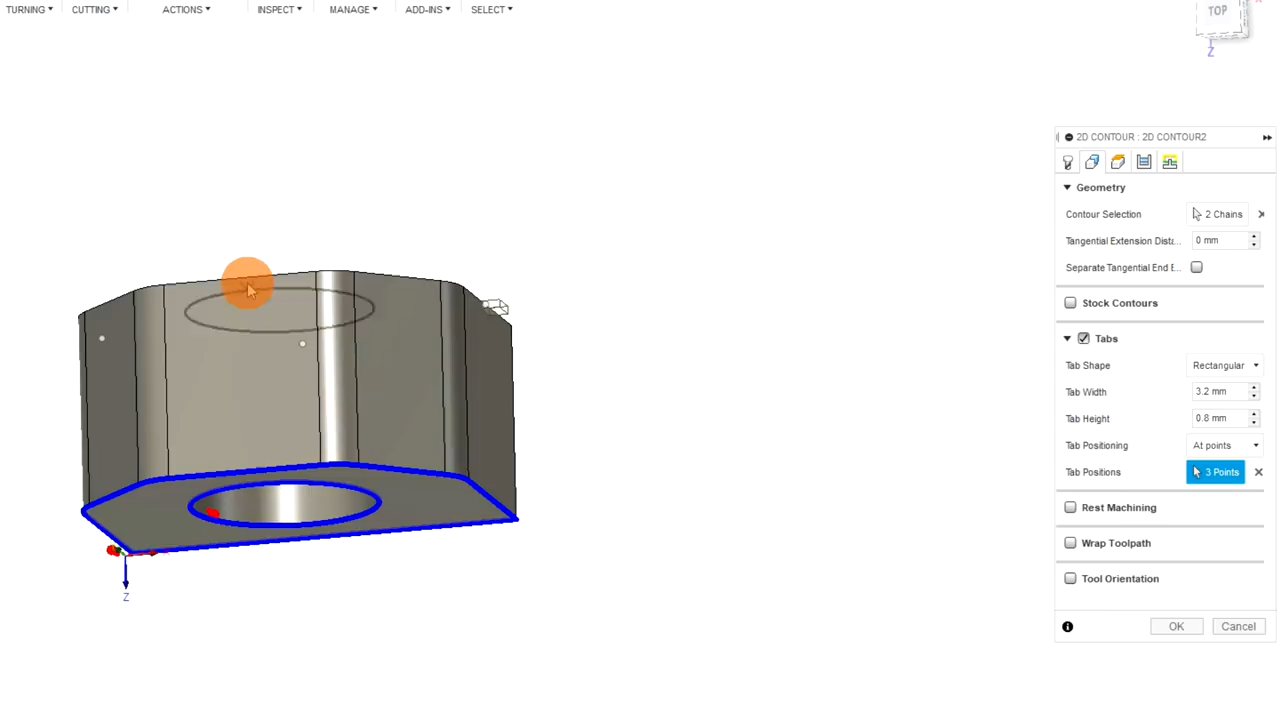 TURNING ▾ CUTTING ▾ ACTIONS ▾ INSPECT ▾ MANAGE ▾ ADD-INS ▾ SELECT ▾
TOP
Z
2D CONTOUR : 2D CONTOUR2
Geometry
Contour Selection 2 Chains
Tangential Extension Dista... 0 mm
Separate Tangential End E...
Stock Contours
Tabs
Tab Shape Rectangular
Tab Width 3.2 mm
Tab Height 0.8 mm
Tab Positioning At points
Tab Positions 3 Points
Rest Machining
Wrap Toolpath
Tool Orientation
Z
OK Cancel